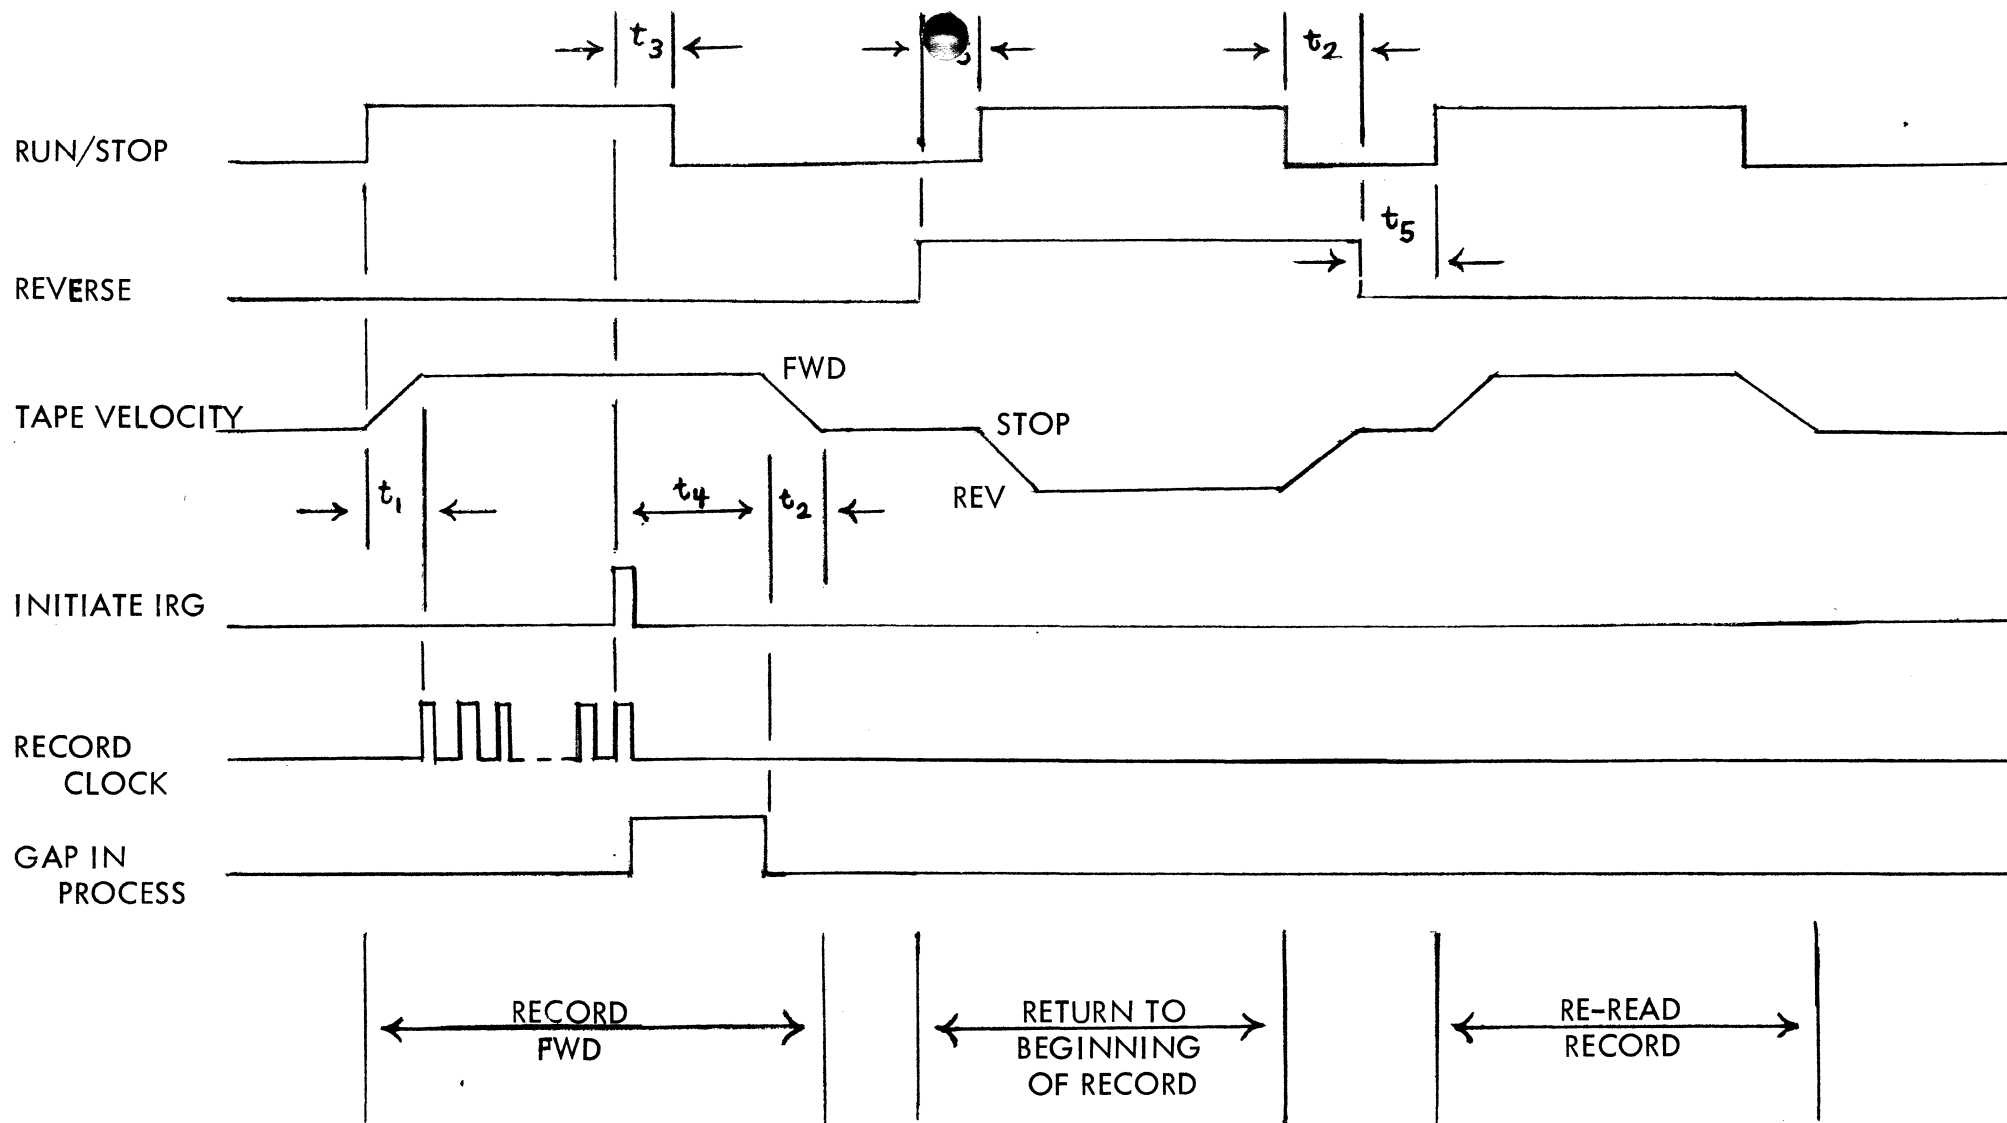 t3
t2
RUN/STOP
t5
REVERSE
FWD
TAPE VELOCITY
STOP
REV
t1
t4
t2
INITIATE IRG
RECORD
CLOCK
GAP IN
PROCESS
RECORD
FWD
RETURN TO
BEGINNING
OF RECORD
RE-READ
RECORD